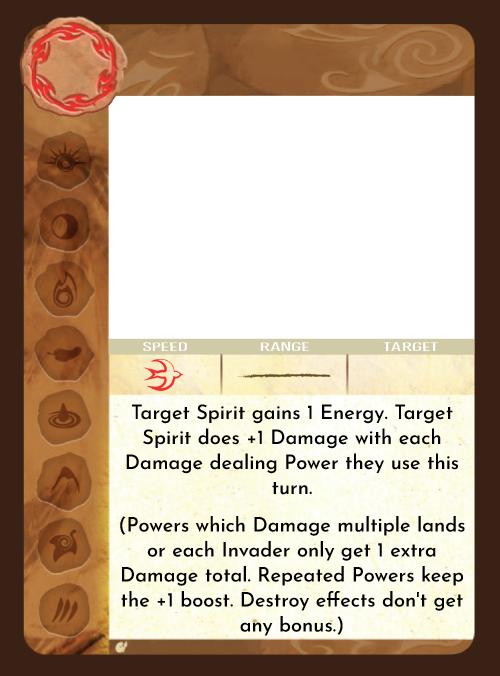 SPEED RANGE TARGET
Target Spirit gains 1 Energy. Target
Spirit does +1 Damage with each
Damage dealing Power they use this
turn.
(Powers which Damage multiple lands
or each Invader only get 1 extra
Damage total. Repeated Powers keep
the +1 boost. Destroy effects don't get
any bonus.)